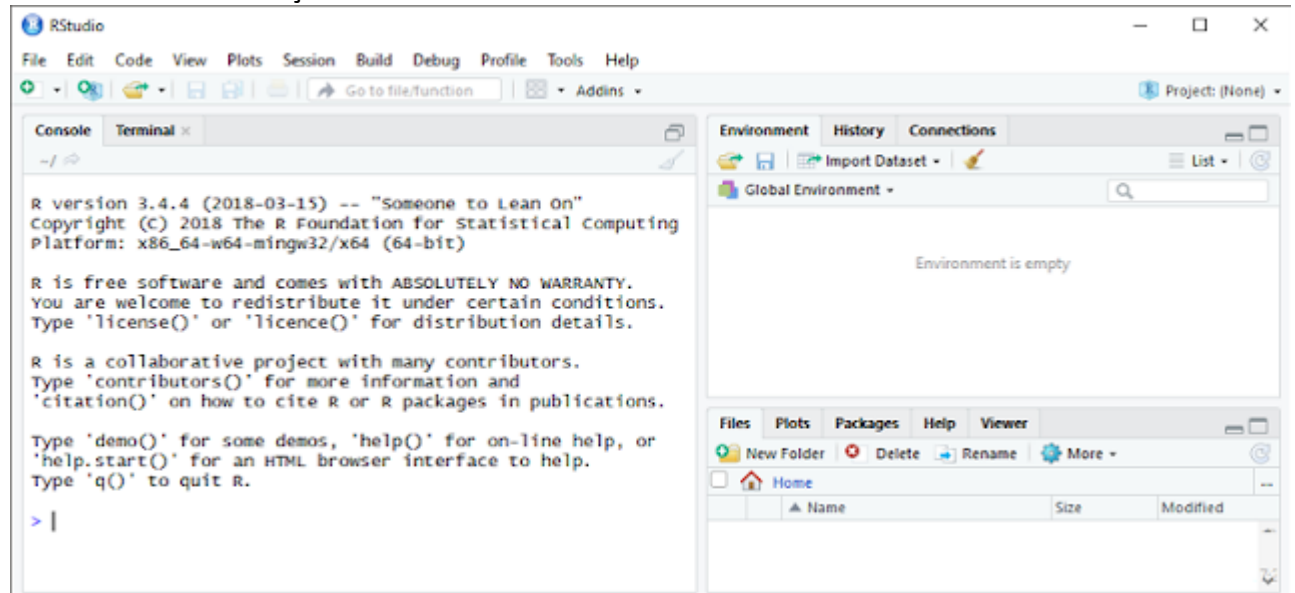 RStudio
File Edit Code View Plots Session Build Debug Profile Tools Help
Go to file/function Addins Project: (None)
Console Terminal
~/
R version 3.4.4 (2018-03-15) -- "Someone to Lean On"
Copyright (C) 2018 The R Foundation for Statistical Computing
Platform: x86_64-w64-mingw32/x64 (64-bit)
R is free software and comes with ABSOLUTELY NO WARRANTY.
You are welcome to redistribute it under certain conditions.
Type 'license()' or 'licence()' for distribution details.
R is a collaborative project with many contributors.
Type 'contributors()' for more information and
'citation()' on how to cite R or R packages in publications.
Type 'demo()' for some demos, 'help()' for on-line help, or
'help.start()' for an HTML browser interface to help.
Type 'q()' to quit R.
>
Environment History Connections
Import Dataset List
Global Environment
Environment is empty
Files Plots Packages Help Viewer
New Folder Delete Rename More
Home
Name Size Modified